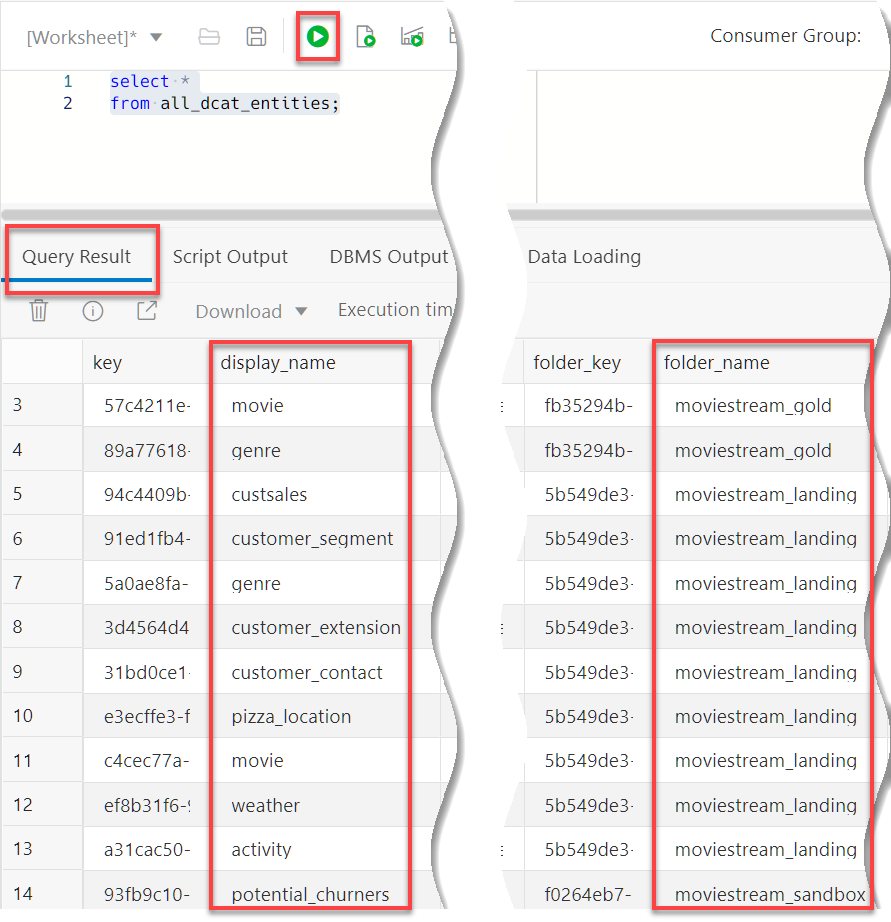 [Worksheet]* Consumer Group:
1 select *
2 from all_dcat_entities;
Query Result Script Output DBMS Output Data Loading
Download Execution tim
key display_name folder_key folder_name
3 57c4211e- movie fb35294b- moviestream_gold
4 89a77618- genre fb35294b- moviestream_gold
5 94c4409b- custsales 5b549de3- moviestream_landing
6 91ed1fb4- customer_segment 5b549de3- moviestream_landing
7 5a0ae8fa- genre 5b549de3- moviestream_landing
8 3d4564d4 customer_extension 5b549de3- moviestream_landing
9 31bd0ce1- customer_contact 5b549de3- moviestream_landing
10 e3ecffe3-f pizza_location 5b549de3- moviestream_landing
11 c4cec77a- movie 5b549de3- moviestream_landing
12 ef8b31f6-9 weather 5b549de3- moviestream_landing
13 a31cac50- activity 5b549de3- moviestream_landing
14 93fb9c10- potential_churners f0264eb7- moviestream_sandbox